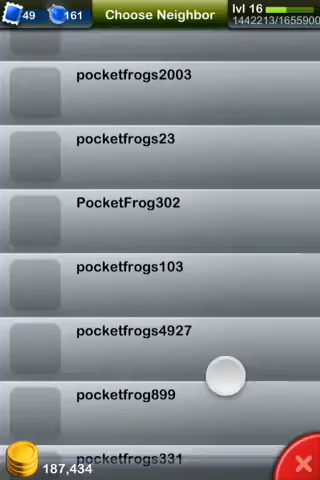 49 161 Choose Neighbor lvl 16
1442213/1655900
pocketfrogs2003
pocketfrogs23
PocketFrog302
pocketfrogs103
pocketfrogs4927
pocketfrog899
pocketfrogs331
187,434